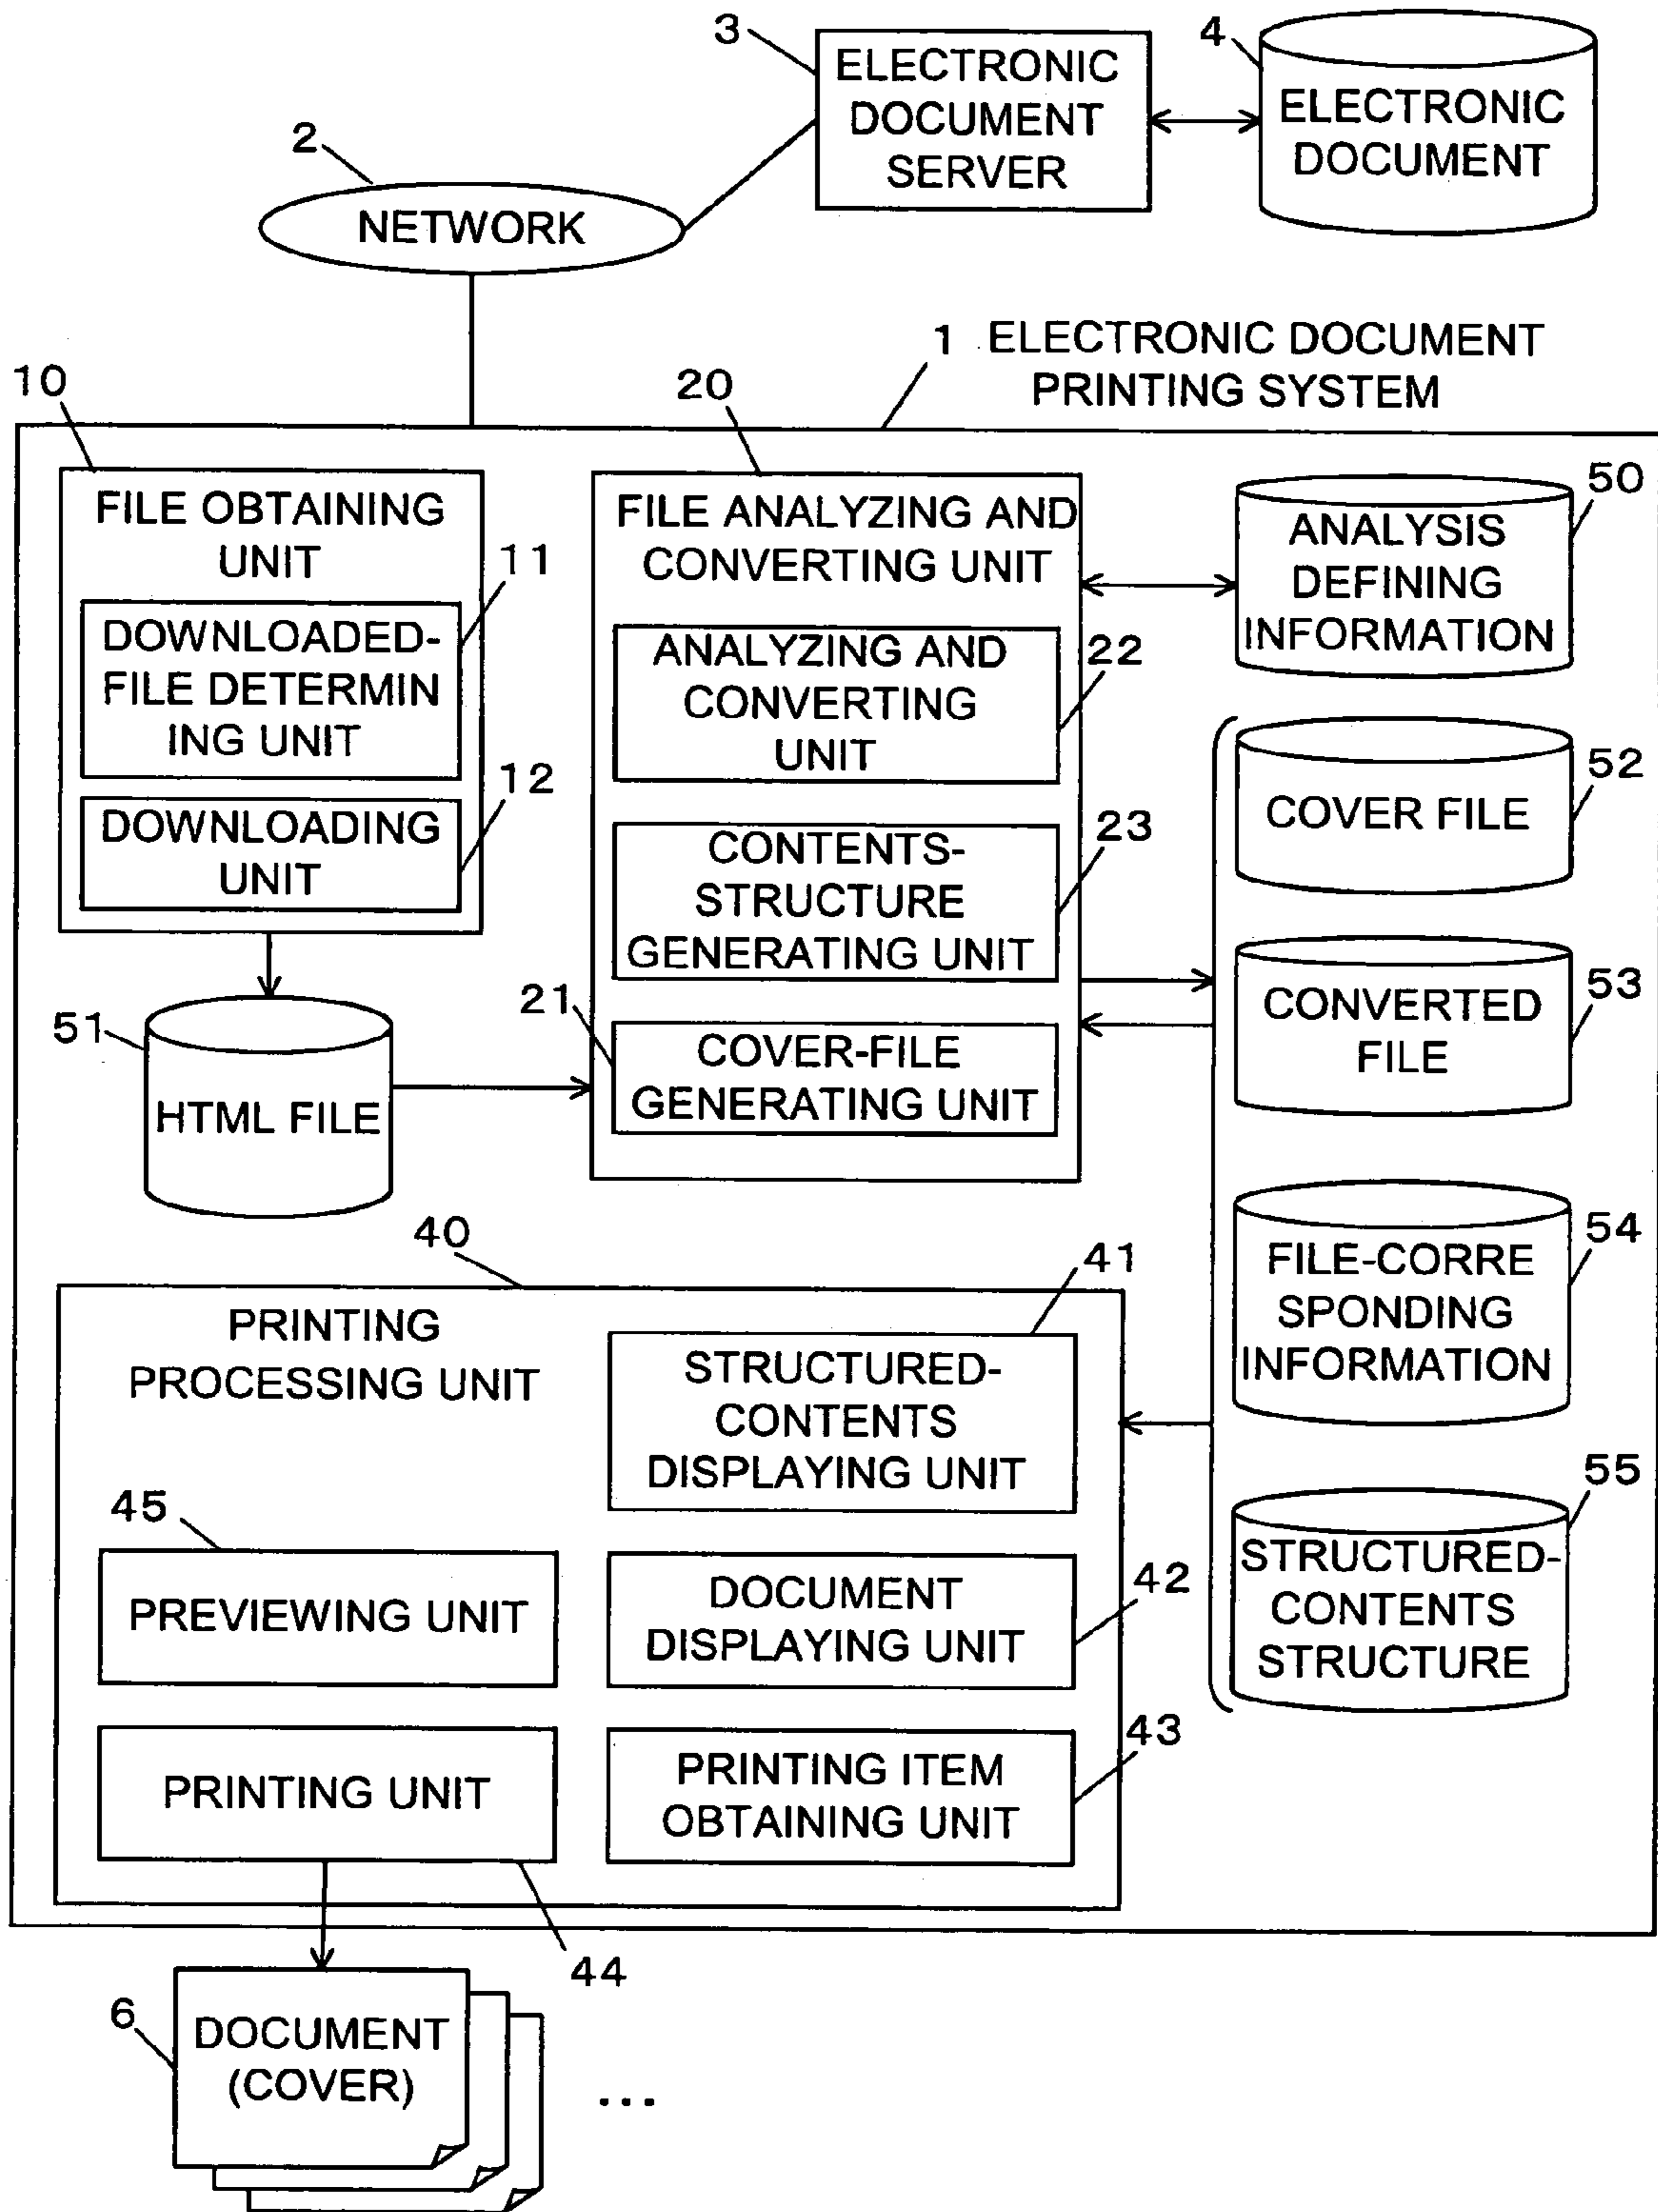 3
ELECTRONIC
DOCUMENT
SERVER
4
ELECTRONIC
DOCUMENT
2
NETWORK
1 ELECTRONIC DOCUMENT
PRINTING SYSTEM
10
FILE OBTAINING
UNIT
11
DOWNLOADED-
FILE DETERMIN
ING UNIT
12
DOWNLOADING
UNIT
20
FILE ANALYZING AND
CONVERTING UNIT
ANALYZING AND
CONVERTING
UNIT
22
CONTENTS-
STRUCTURE
GENERATING UNIT
23
21
COVER-FILE
GENERATING UNIT
50
ANALYSIS
DEFINING
INFORMATION
52
COVER FILE
53
CONVERTED
FILE
54
FILE-CORRE
SPONDING
INFORMATION
55
STRUCTURED-
CONTENTS
STRUCTURE
51
HTML FILE
40
PRINTING
PROCESSING UNIT
41
STRUCTURED-
CONTENTS
DISPLAYING UNIT
45
PREVIEWING UNIT
DOCUMENT
DISPLAYING UNIT
42
PRINTING UNIT
PRINTING ITEM
OBTAINING UNIT
43
44
6
DOCUMENT
(COVER)
...